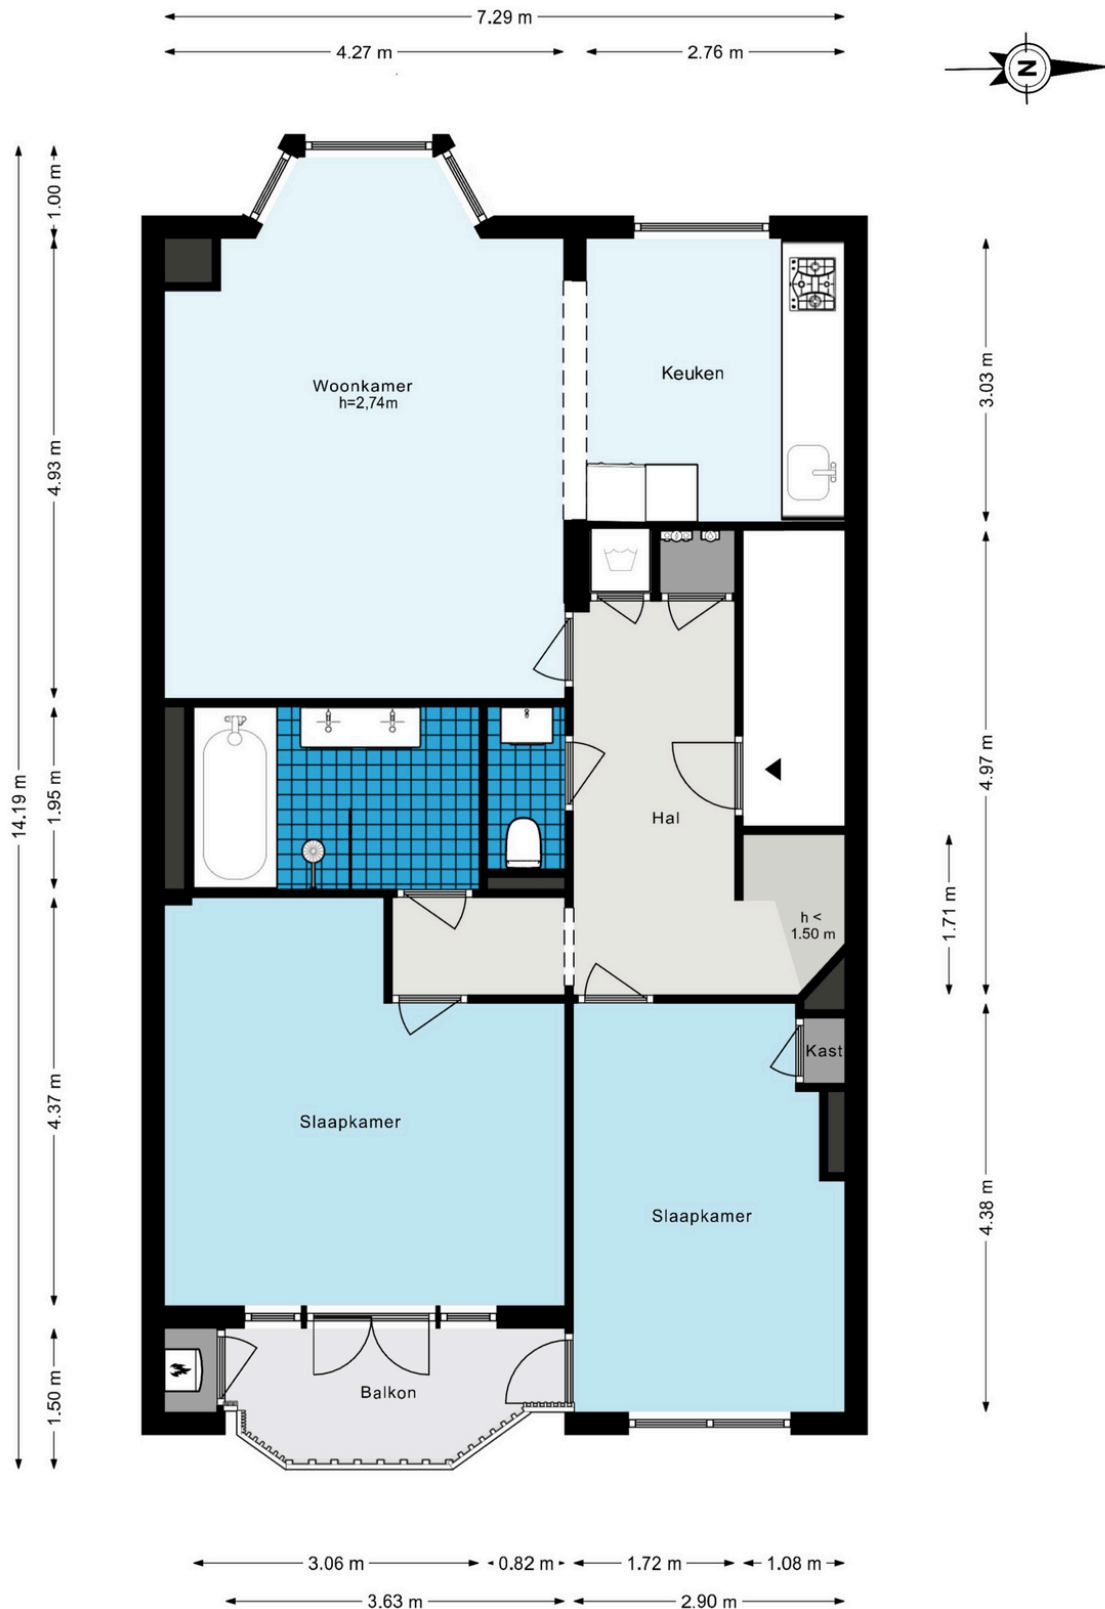 7.29 m
4.27 m
2.76 m
N
1.00 m
4.93 m
3.03 m
Woonkamer
h=2,74m
Keuken
14.19 m
1.95 m
4.97 m
Hal
h <
1.50 m
1.71 m
Kast
4.37 m
Slaapkamer
Slaapkamer
4.38 m
1.50 m
Balkon
3.06 m
0.82 m
1.72 m
1.08 m
3.63 m
2.90 m